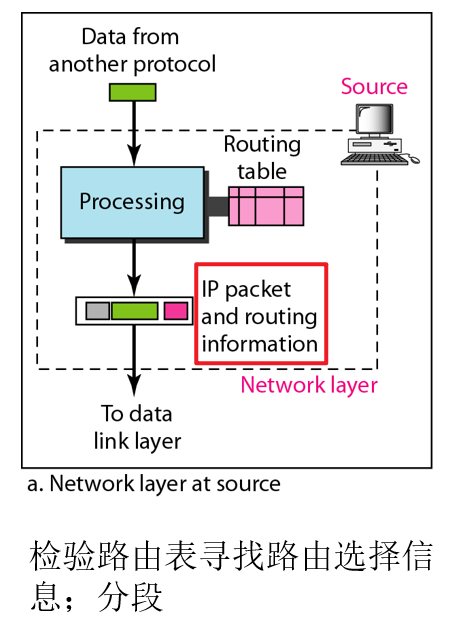 Data from
another protocol
Source
Routing
table
Processing
IP packet
and routing
information
Network layer
To data
link layer
a. Network layer at source
检验路由表寻找路由选择信
息；分段